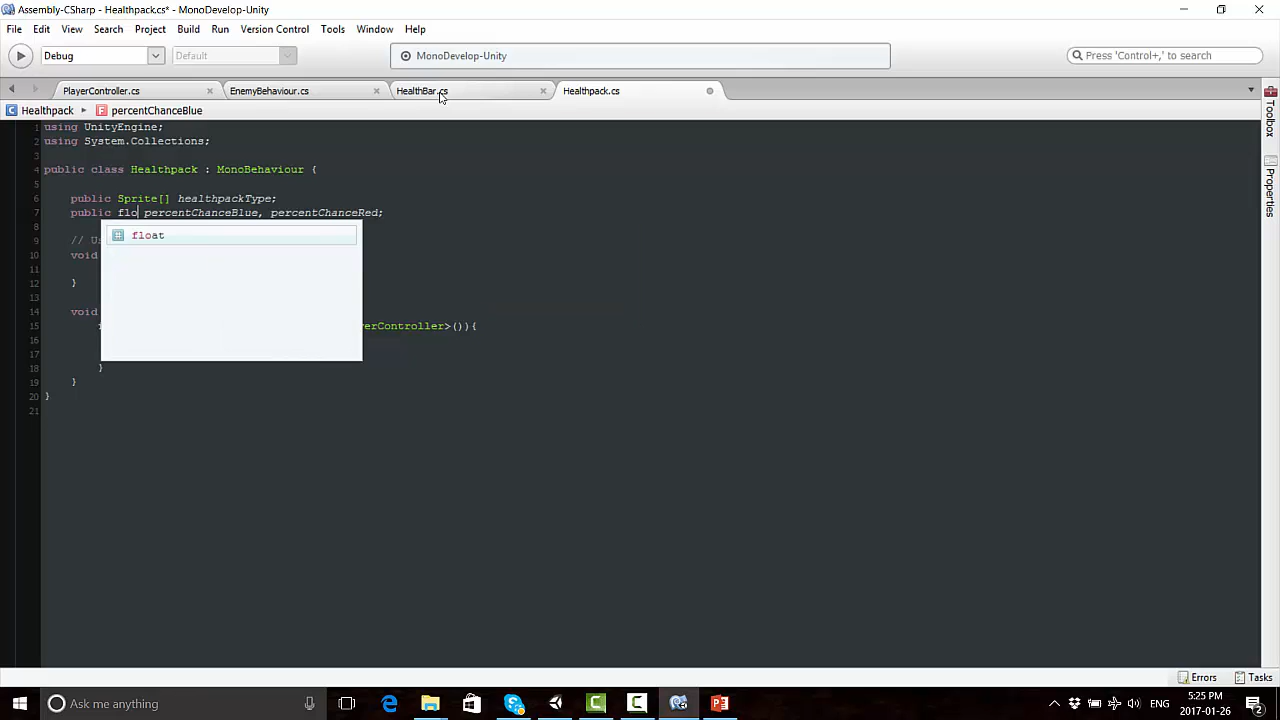 Assembly-CSharp - Healthpack.cs* - MonoDevelop-Unity
File Edit View Search Project Build Run Version Control Tools Window Help
Debug Default MonoDevelop-Unity Press 'Control+,' to search
PlayerController.cs EnemyBehaviour.cs HealthBar.cs Healthpack.cs
Healthpack percentChanceBlue
Toolbox
Properties
1 using UnityEngine;
2 using System.Collections;
3
4 public class Healthpack : MonoBehaviour {
5
6 public Sprite[] healthpackType;
7 public flo percentChanceBlue, percentChanceRed;
8
float
9 // U
10 void
11
12 }
13
14 void
15 erController>()){
16
17
18 }
19 }
20 }
21
Errors Tasks
Ask me anything
ENG
5:25 PM
2017-01-26
2